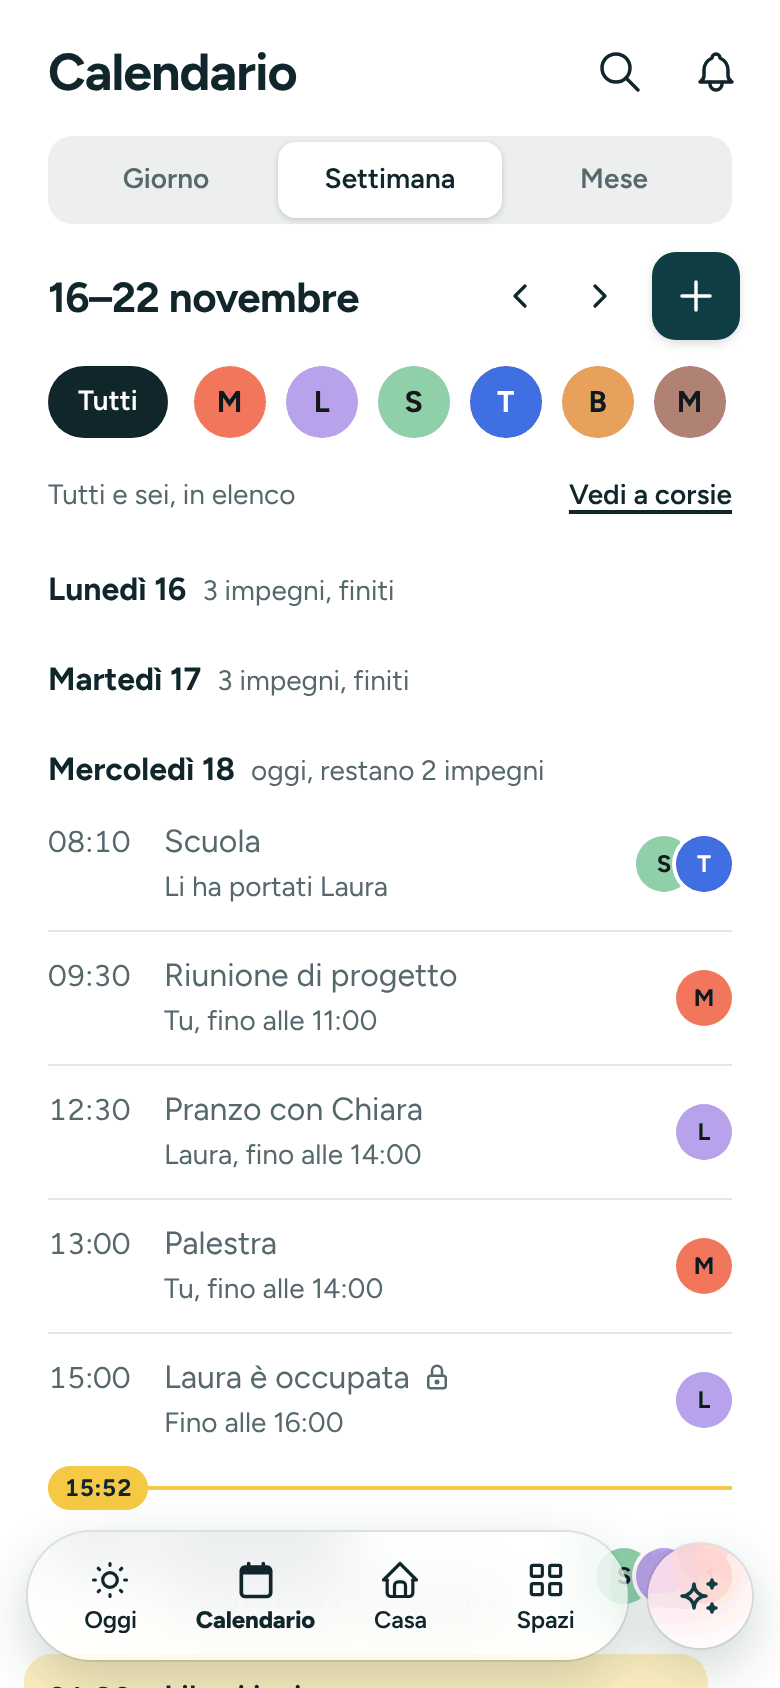 Calendario
Giorno Settimana Mese
16–22 novembre
Tutti M L S T B M
Tutti e sei, in elenco Vedi a corsie
Lunedì 16 3 impegni, finiti
Martedì 17 3 impegni, finiti
Mercoledì 18 oggi, restano 2 impegni
08:10 Scuola
Li ha portati Laura
S T
09:30 Riunione di progetto
Tu, fino alle 11:00
M
12:30 Pranzo con Chiara
Laura, fino alle 14:00
L
13:00 Palestra
Tu, fino alle 14:00
M
15:00 Laura è occupata
Fino alle 16:00
L
15:52
S
Oggi Calendario Casa Spazi